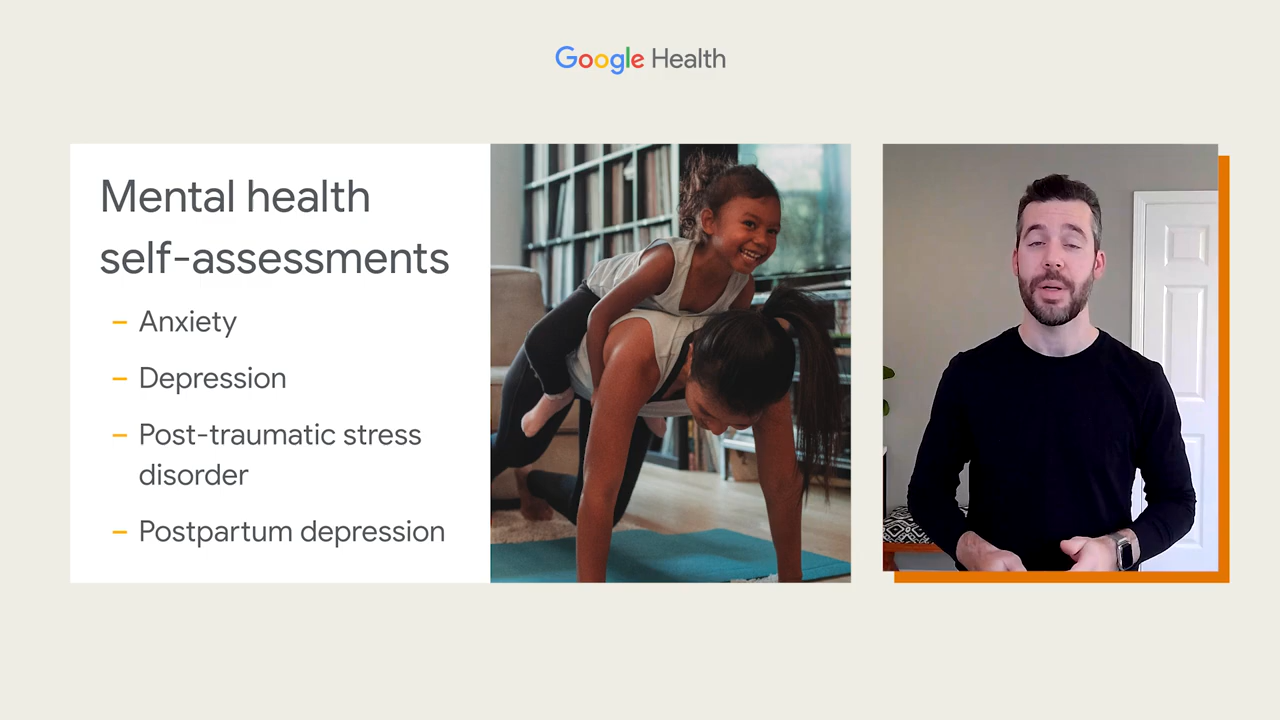 Google Health
Mental health
self-assessments
– Anxiety
– Depression
– Post-traumatic stress
disorder
– Postpartum depression